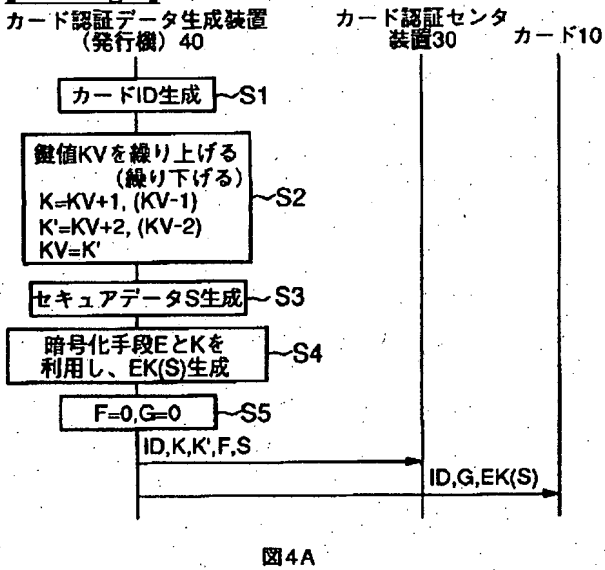 カード認証データ生成装置
(発行機) 40
カード認証センタ
装置30
カード10
カードID生成
S1
鍵値KVを繰り上げる
(繰り下げる)
K=KV+1, (KV-1)
K'=KV+2, (KV-2)
KV=K'
S2
セキュアデータS生成
S3
暗号化手段EとKを
利用し、EK(S)生成
S4
F=0,G=0
S5
ID,K,K',F,S
ID,G,EK(S)
図4A